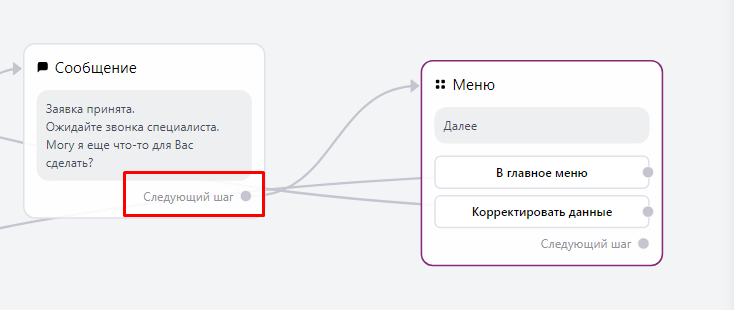 Сообщение
Заявка принята.
Ожидайте звонка специалиста.
Могу я еще что-то для Вас
сделать?
Следующий шаг
Меню
Далее
В главное меню
Корректировать данные
Следующий шаг